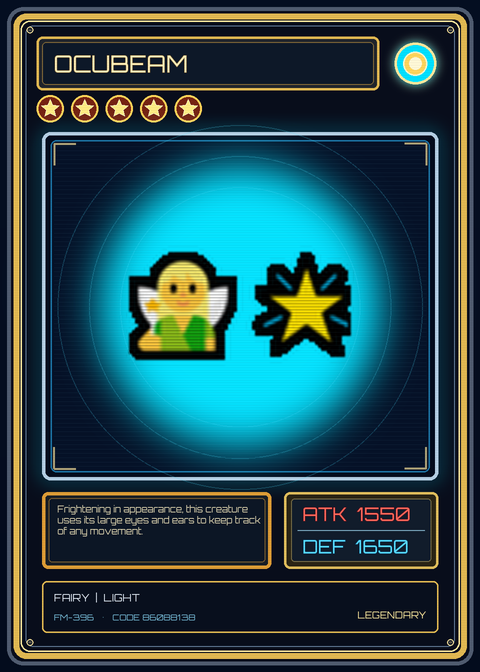 OCUBEAM
Frightening in appearance, this creature
uses its large eyes and ears to keep track
of any movement.
ATK 1550
DEF 1650
FAIRY | LIGHT
FM-396 · CODE 86088138
LEGENDARY